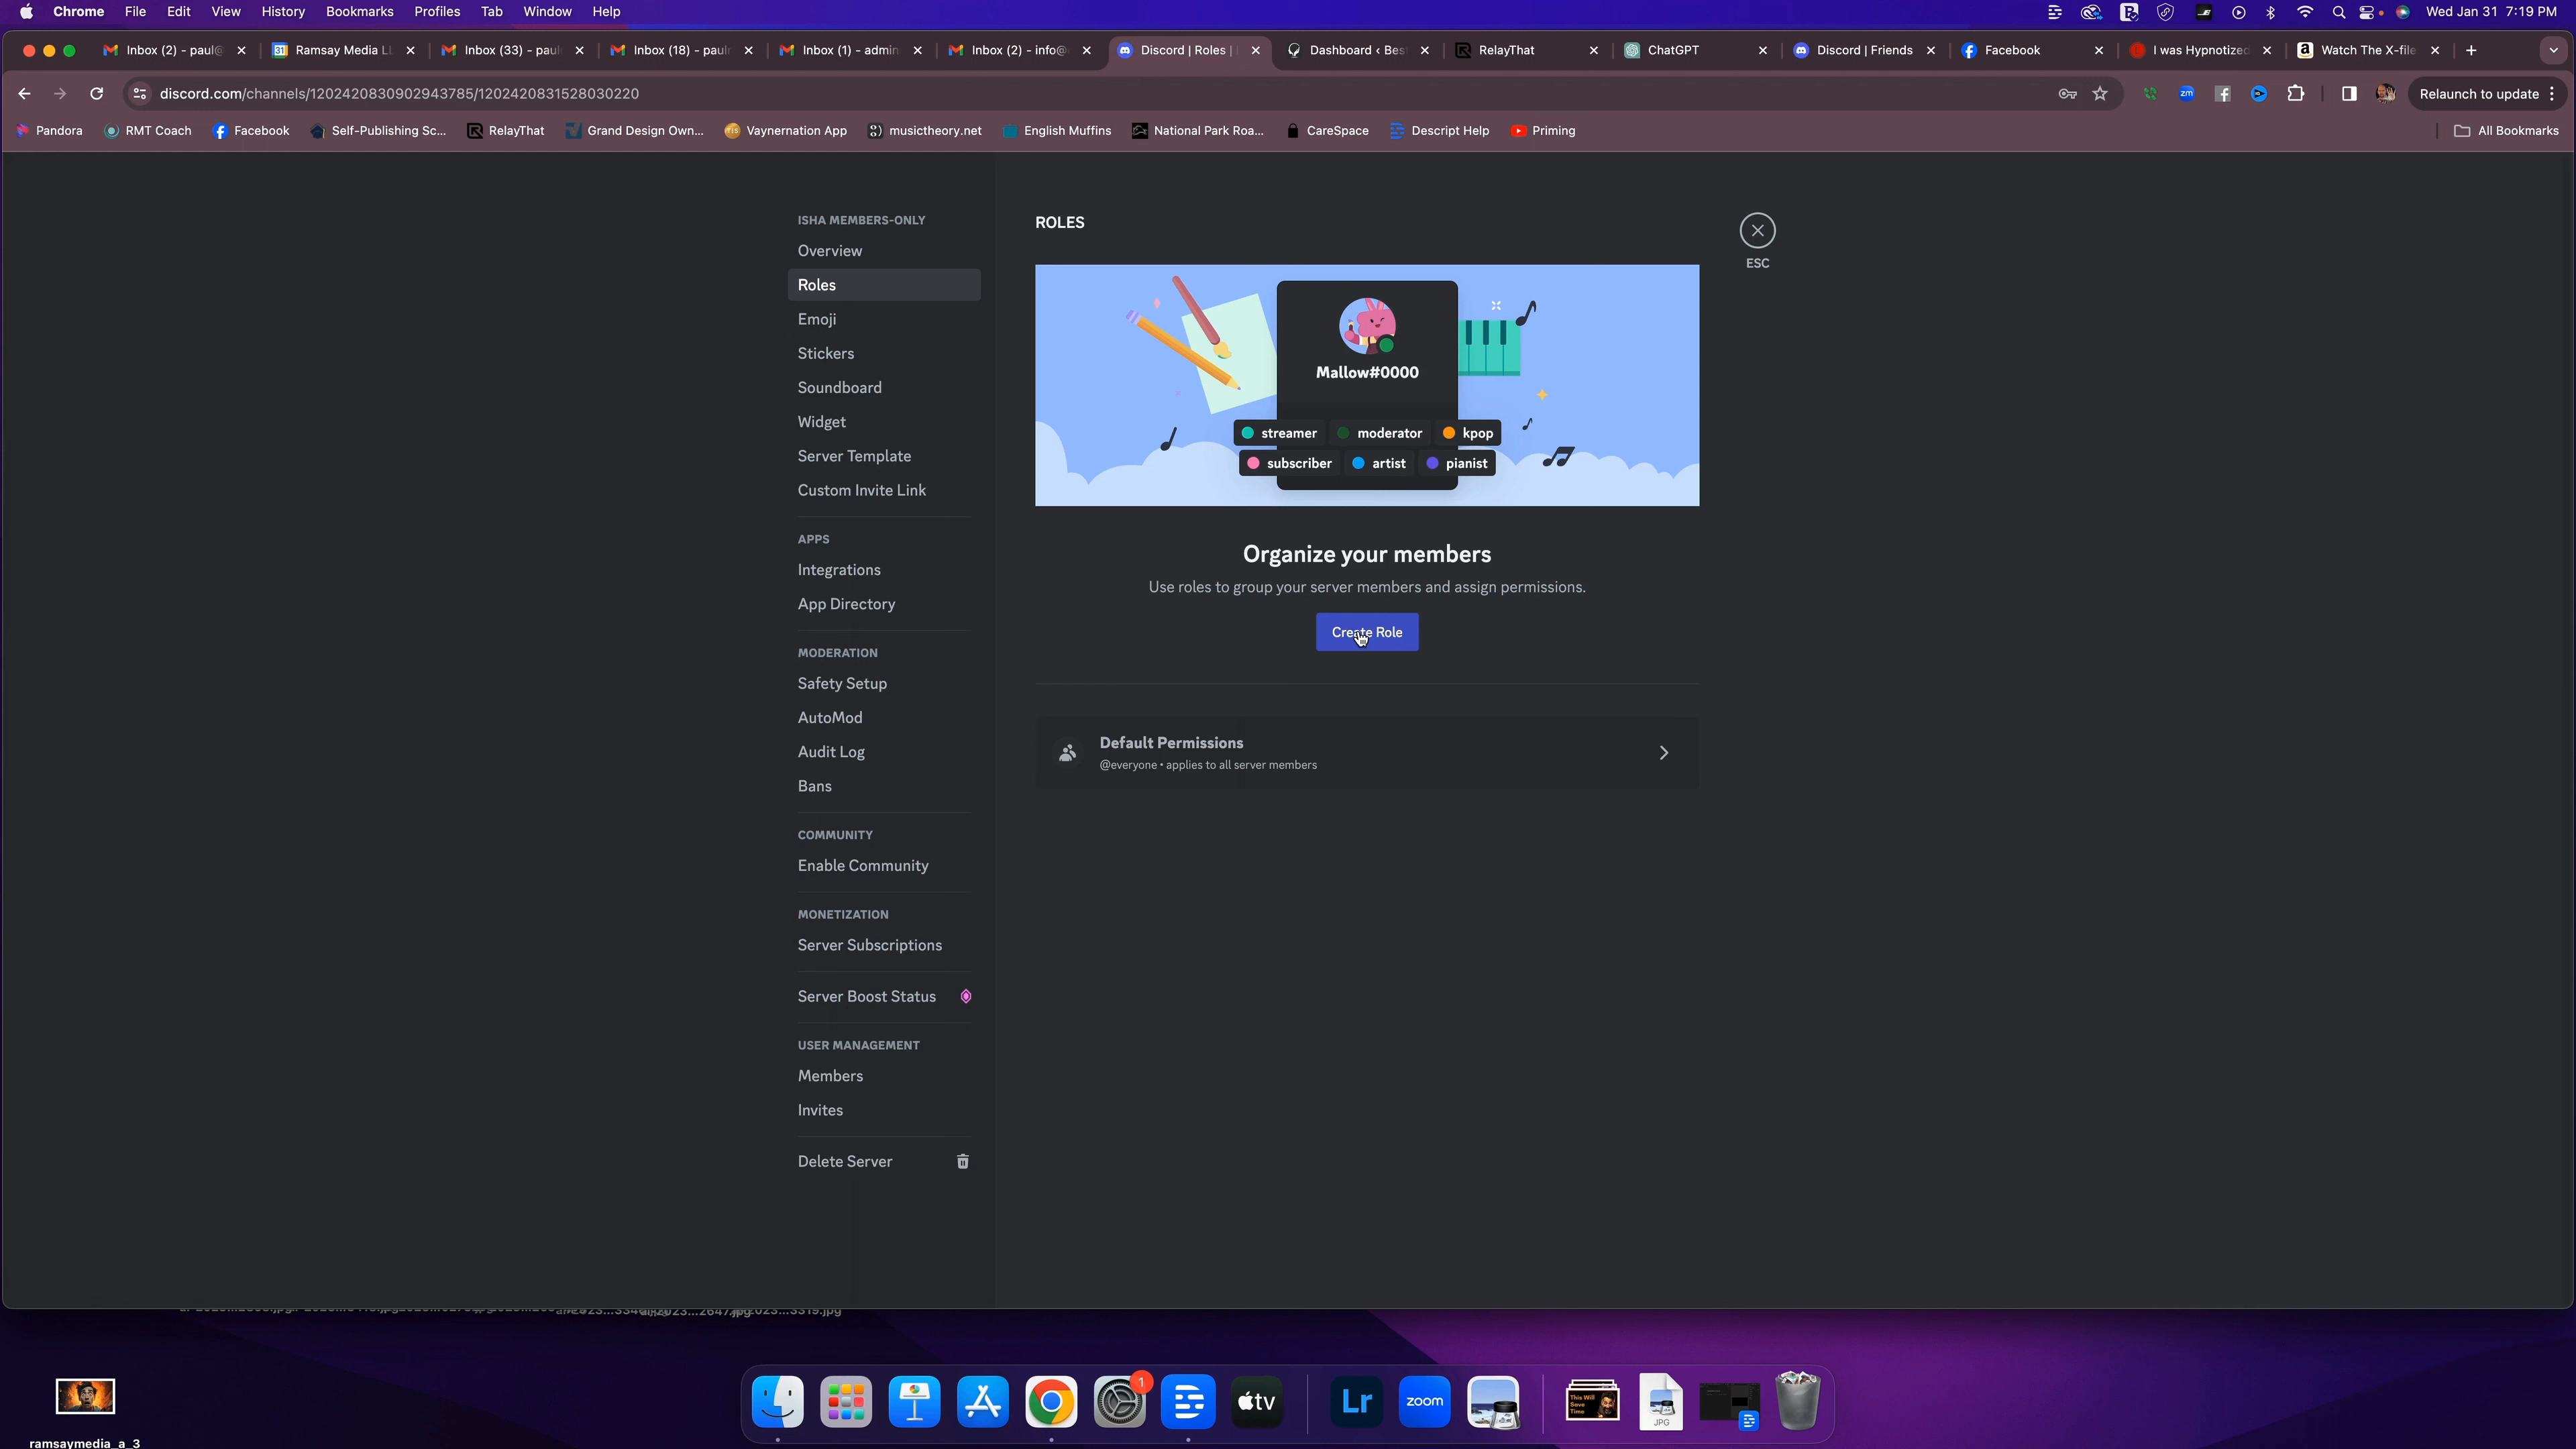 Chrome File Edit View History Bookmarks Profiles Tab Window Help Wed Jan 31 7:19 PM
Inbox (2) - paul@ Ramsay Media L Inbox (33) - paul Inbox (18) - paul Inbox (1) - admin Inbox (2) - info@ Discord | Roles | Dashboard ‹ Bes RelayThat ChatGPT Discord | Friends Facebook I was Hypnotized Watch The X-file
discord.com/channels/1202420830902943785/1202420831528030220 zm Relaunch to update
Pandora RMT Coach Facebook Self-Publishing Sc... RelayThat Grand Design Own... Vaynernation App musictheory.net English Muffins National Park Roa... CareSpace Descript Help Priming All Bookmarks
ISHA MEMBERS-ONLY
Overview
Roles
Emoji
Stickers
Soundboard
Widget
Server Template
Custom Invite Link
APPS
Integrations
App Directory
MODERATION
Safety Setup
AutoMod
Audit Log
Bans
COMMUNITY
Enable Community
MONETIZATION
Server Subscriptions
Server Boost Status
USER MANAGEMENT
Members
Invites
Delete Server
ROLES
ESC
Mallow#0000
streamer moderator kpop
subscriber artist pianist
Organize your members
Use roles to group your server members and assign permissions.
Create Role
Default Permissions
@everyone • applies to all server members
ramsaymedia_a_3
1
tv
Lr
zoom
This Will
Save
Time
JPG